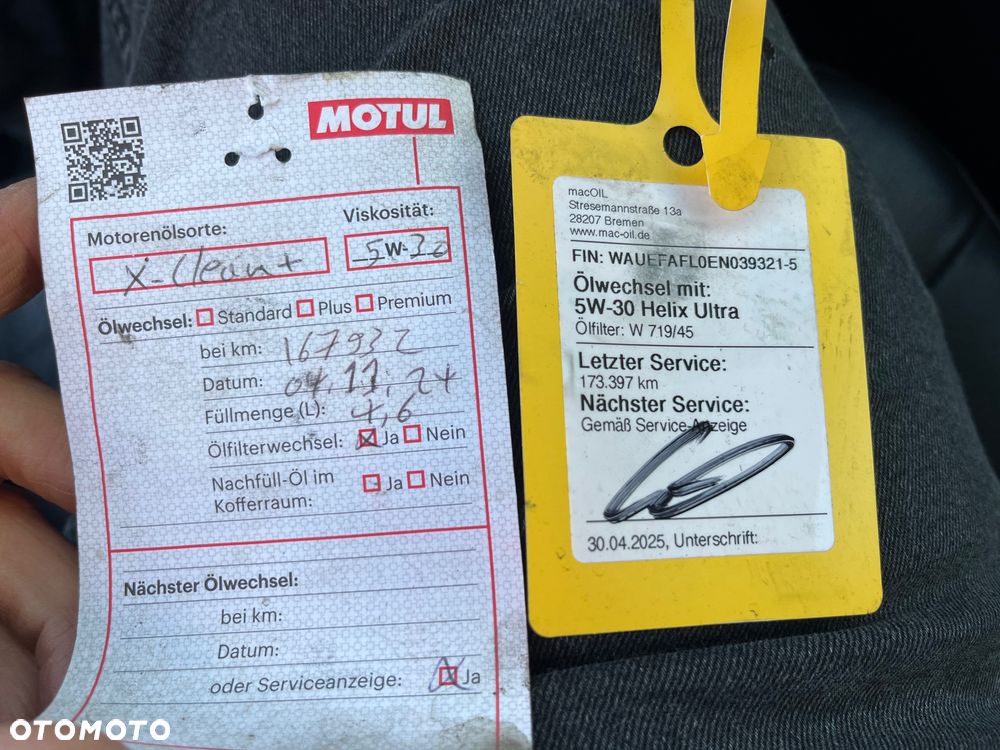 MOTUL
Motorenölsorte:
Viskosität:
X-Clean+
5W-30
Ölwechsel: Standard Plus Premium
bei km: 167932
Datum: 04.11.24
Füllmenge (L): 4,6
Ölfilterwechsel: Ja Nein
Nachfüll-Öl im
Kofferraum: Ja Nein
Nächster Ölwechsel:
bei km:
Datum:
oder Serviceanzeige: Ja
macOIL
Stresemannstraße 13a
28207 Bremen
www.mac-oil.de
FIN: WAUEFAFL0EN039321-5
Ölwechsel mit:
5W-30 Helix Ultra
Ölfilter: W 719/45
Letzter Service:
173.397 km
Nächster Service:
Gemäß Service-Anzeige
30.04.2025, Unterschrift:
OTOMOTO